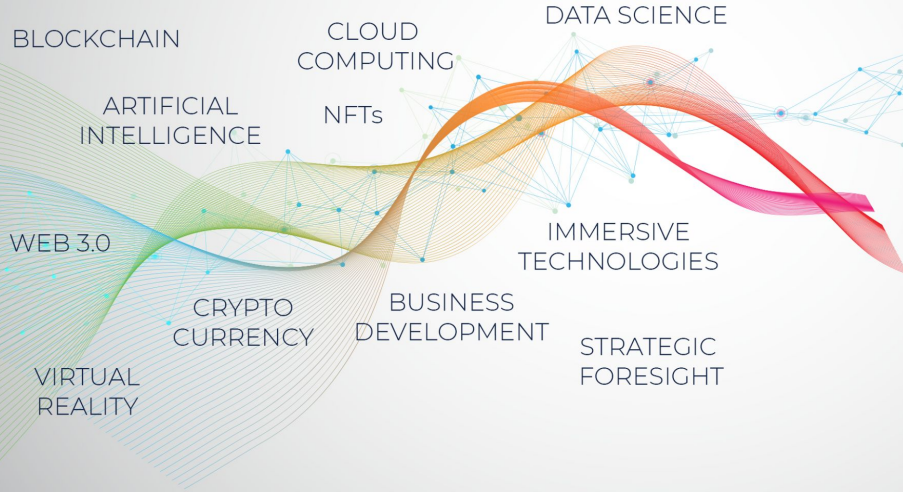 DATA SCIENCE
BLOCKCHAIN
CLOUD
COMPUTING
ARTIFICIAL
INTELLIGENCE
NFTs
WEB 3.0
IMMERSIVE
TECHNOLOGIES
CRYPTO
CURRENCY
BUSINESS
DEVELOPMENT
STRATEGIC
FORESIGHT
VIRTUAL
REALITY